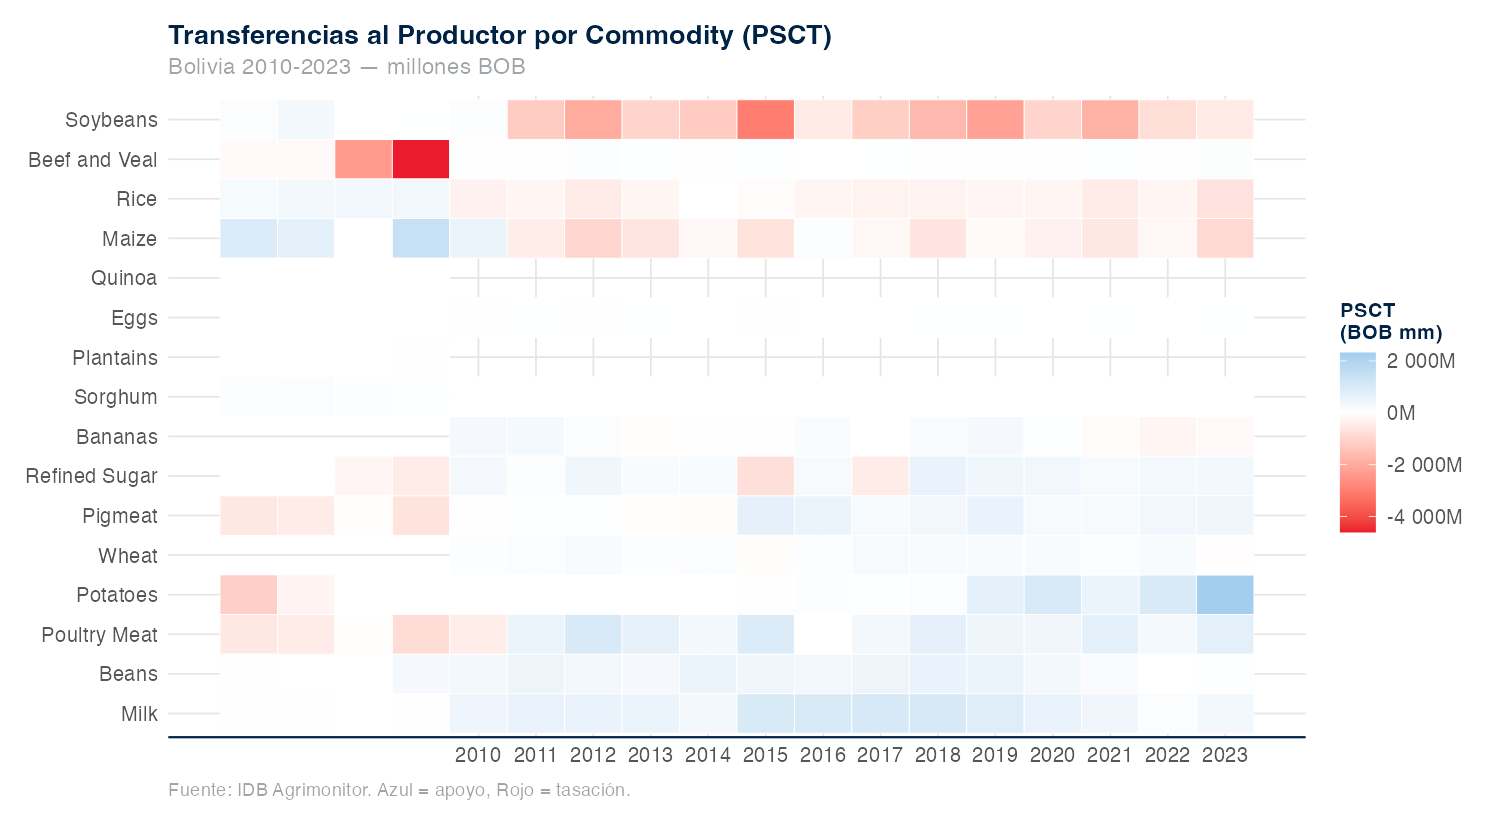 Transferencias al Productor por Commodity (PSCT)
Bolivia 2010-2023 — millones BOB
Soybeans
Beef and Veal
Rice
Maize
Quinoa
Eggs
Plantains
Sorghum
Bananas
Refined Sugar
Pigmeat
Wheat
Potatoes
Poultry Meat
Beans
Milk
2010 2011 2012 2013 2014 2015 2016 2017 2018 2019 2020 2021 2022 2023
PSCT
(BOB mm)
2 000M
0M
-2 000M
-4 000M
Fuente: IDB Agrimonitor. Azul = apoyo, Rojo = tasación.